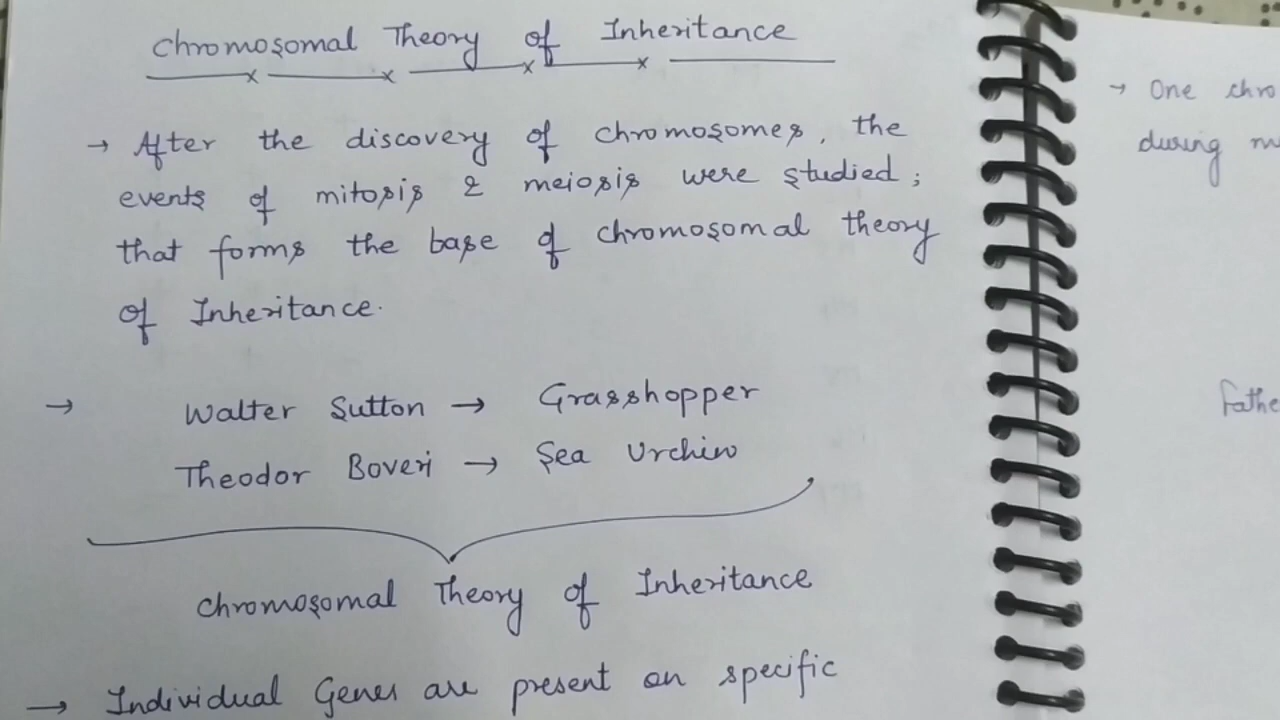 Chromosomal Theory of Inheritance
→ After the discovery of chromosomes, the
events of mitosis & meiosis were studied;
that forms the base of chromosomal theory
of Inheritance.
→ Walter Sutton → Grasshopper
Theodor Boveri → Sea Urchin
Chromosomal Theory of Inheritance
→ Individual Genes are present on specific
→ One chro
during m
Fathe